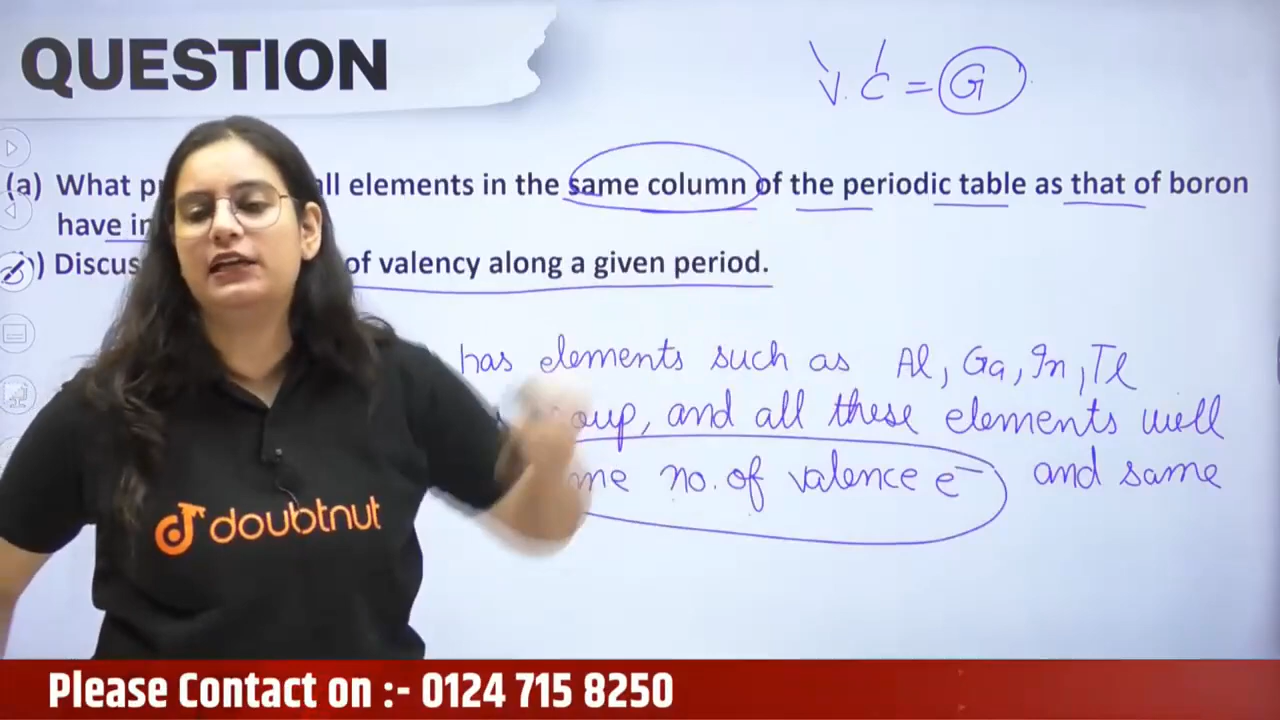 QUESTION
V. C = G
(a) What ll elements in the same column of the periodic table as that of boron
have in
) Discus of valency along a given period.
has elements such as Al, Ga, In, Tl
oup, and all these elements will
me no. of valence e⁻ and same
doubtnut
Please Contact on :- 0124 715 8250